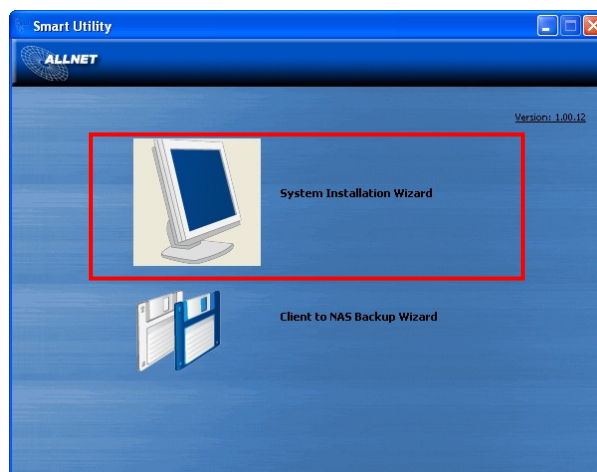 Smart Utility
ALLNET
Version: 1.00.12
System Installation Wizard
Client to NAS Backup Wizard